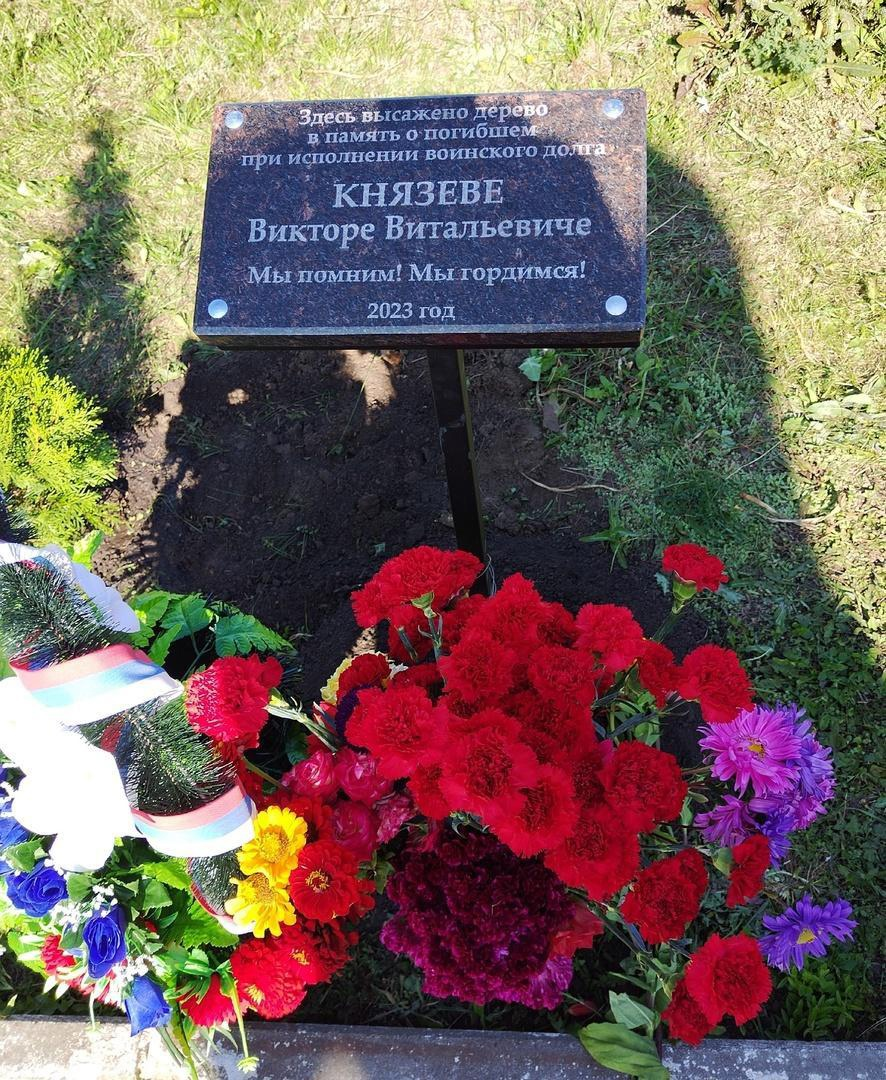 Здесь высажено дерево
в память о погибшем
при исполнении воинского долга
КНЯЗЕВЕ
Викторе Витальевиче
Мы помним! Мы гордимся!
2023 год